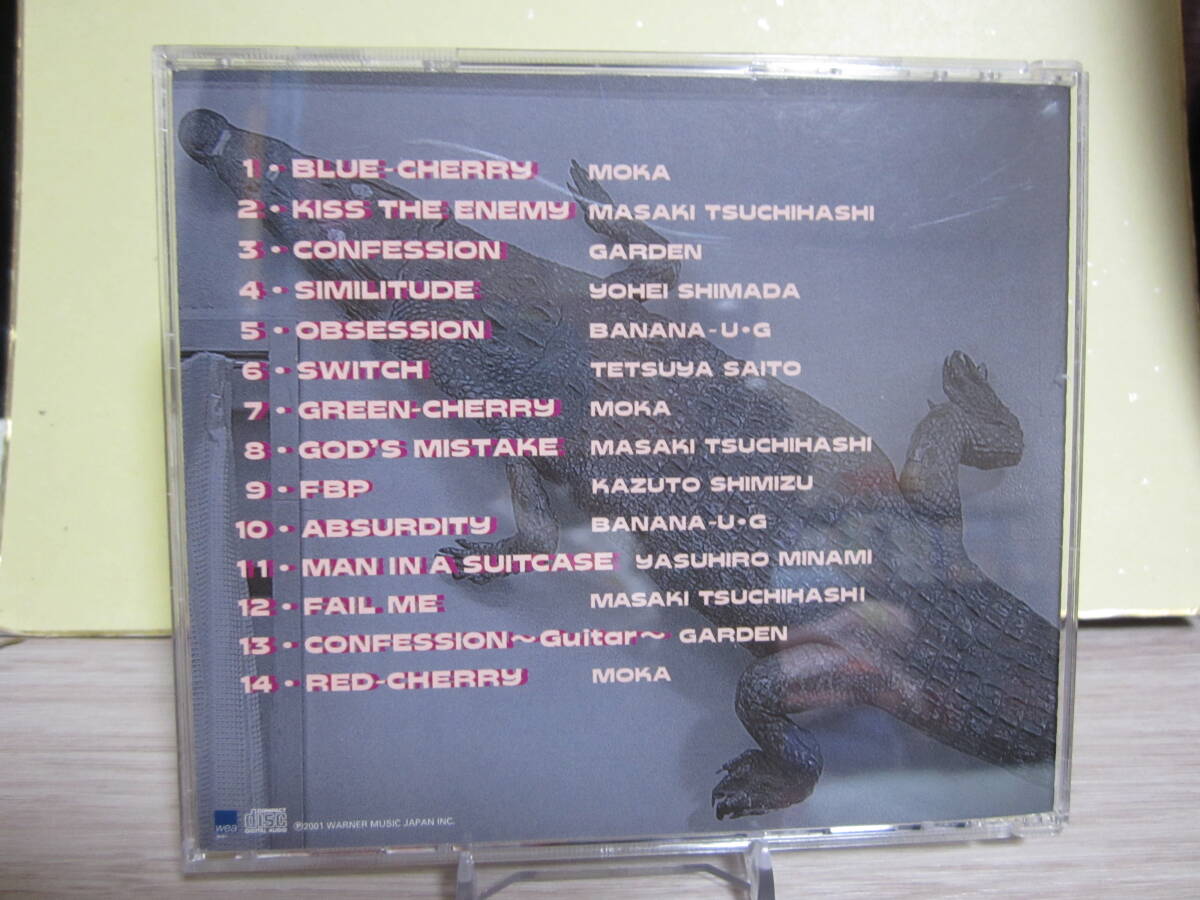 1・BLUE-CHERRY MOKA
2・KISS THE ENEMY MASAKI TSUCHIHASHI
3・CONFESSION GARDEN
4・SIMILITUDE YOHEI SHIMADA
5・OBSESSION BANANA-U・G
6・SWITCH TETSUYA SAITO
7・GREEN-CHERRY MOKA
8・GOD'S MISTAKE MASAKI TSUCHIHASHI
9・FBP KAZUTO SHIMIZU
10・ABSURDITY BANANA-U・G
11・MAN IN A SUITCASE YASUHIRO MINAMI
12・FAIL ME MASAKI TSUCHIHASHI
13・CONFESSION～Guitar～ GARDEN
14・RED-CHERRY MOKA
wea COMPACT disc DIGITAL AUDIO ℗2001 WARNER MUSIC JAPAN INC.